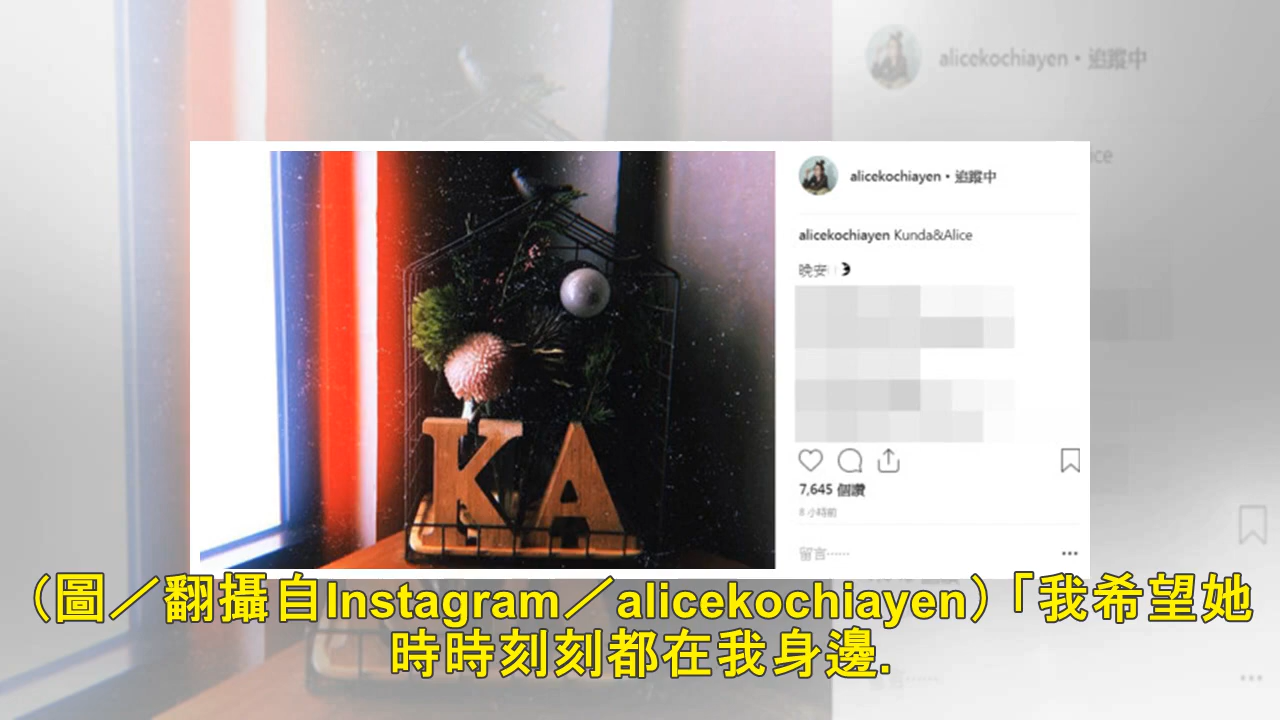 alicekochiayen • 追蹤中
ice
alicekochiayen • 追蹤中
alicekochiayen Kunda&Alice
晚安
K A
7,645 個讚
8 小時前
留言……
（圖／翻攝自Instagram／alicekochiayen）「我希望她
時時刻刻都在我身邊.